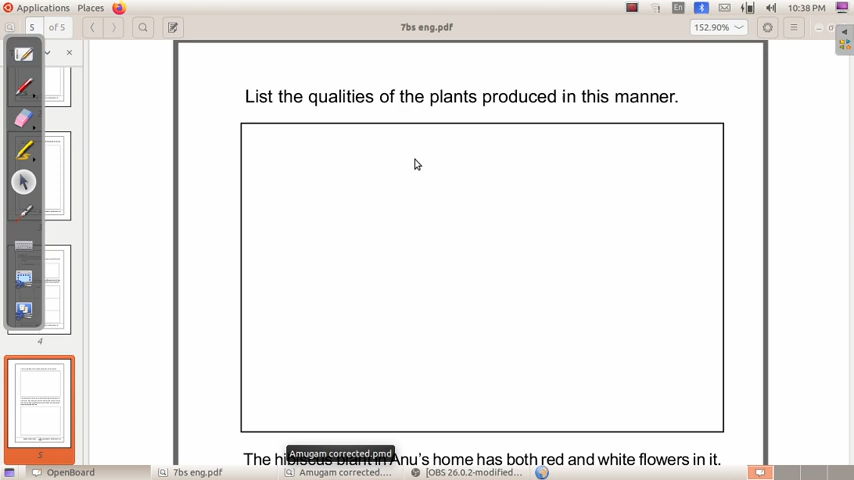 Applications Places En 10:38 PM
5 of 5 7bs eng.pdf 152.90%
List the qualities of the plants produced in this manner.
4
5
Amugam corrected.pmd
The hibiscus plant in Anu's home has both red and white flowers in it.
OpenBoard 7bs eng.pdf Amugam corrected.... [OBS 26.0.2-modified...